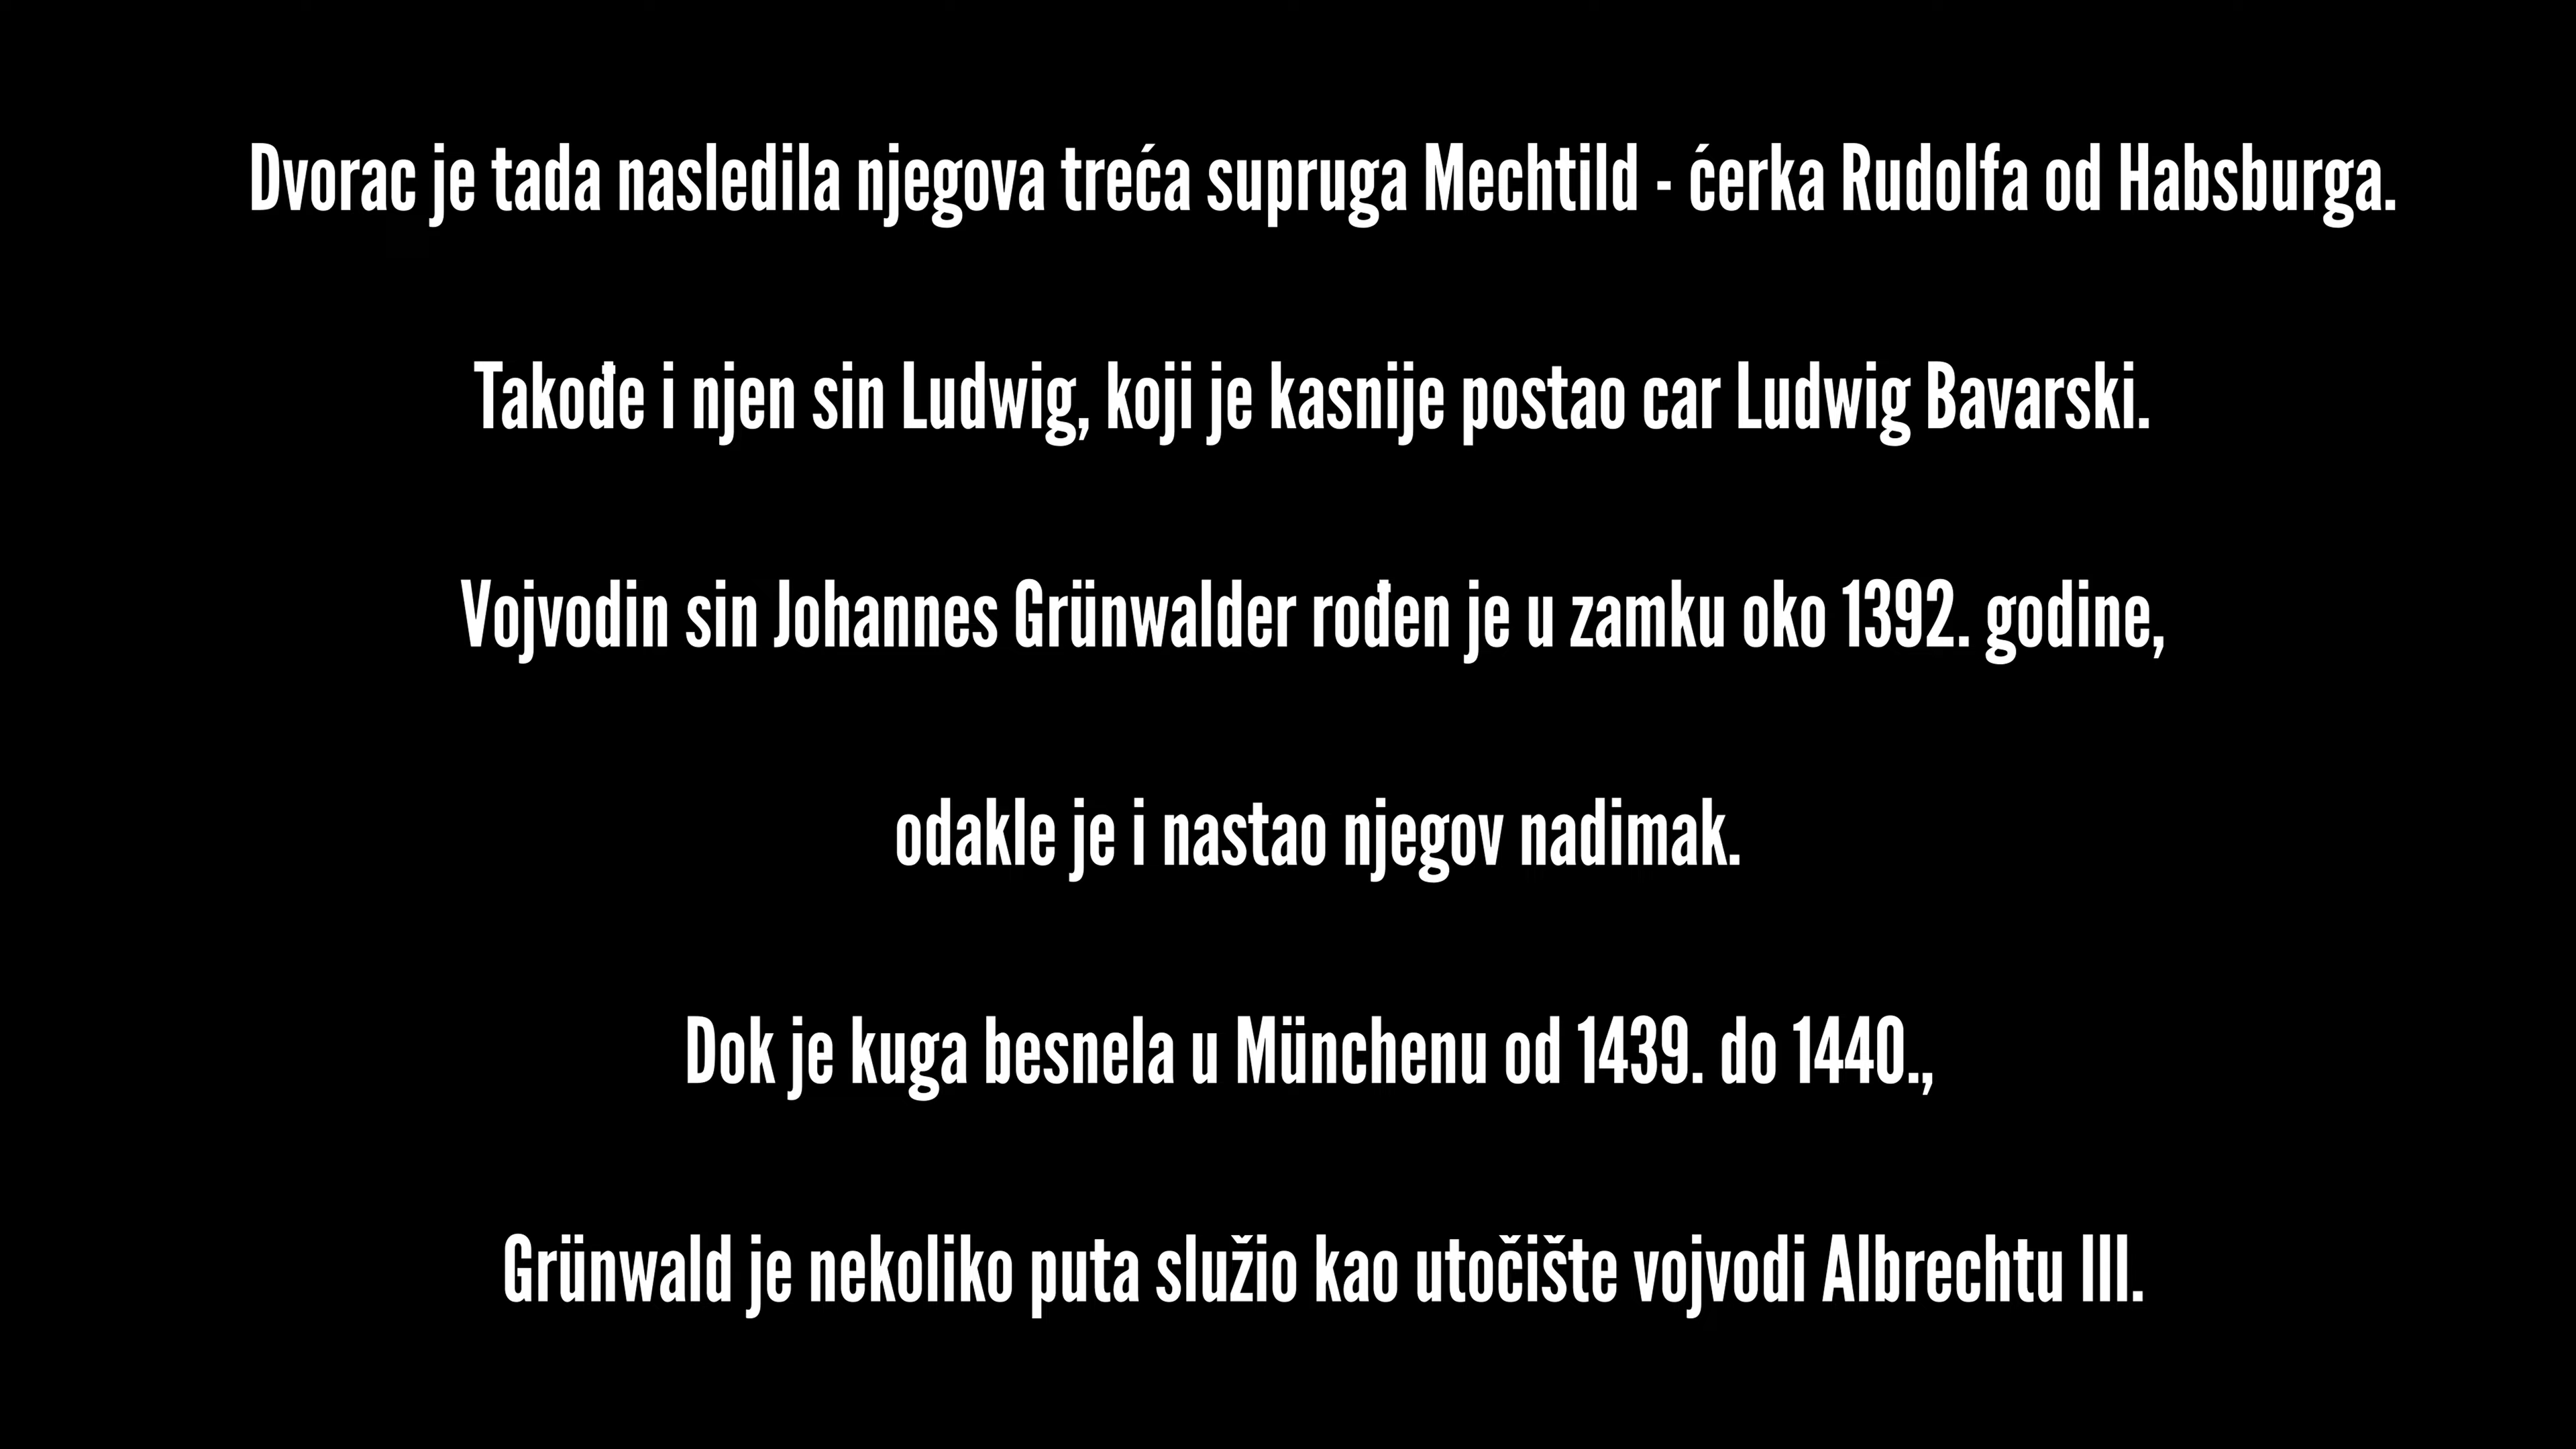 Dvorac je tada nasledila njegova treća supruga Mechtild - ćerka Rudolfa od Habsburga.
Takođe i njen sin Ludwig, koji je kasnije postao car Ludwig Bavarski.
Vojvodin sin Johannes Grünwalder rođen je u zamku oko 1392. godine,
odakle je i nastao njegov nadimak.
Dok je kuga besnela u Münchenu od 1439. do 1440.,
Grünwald je nekoliko puta služio kao utočište vojvodi Albrechtu III.